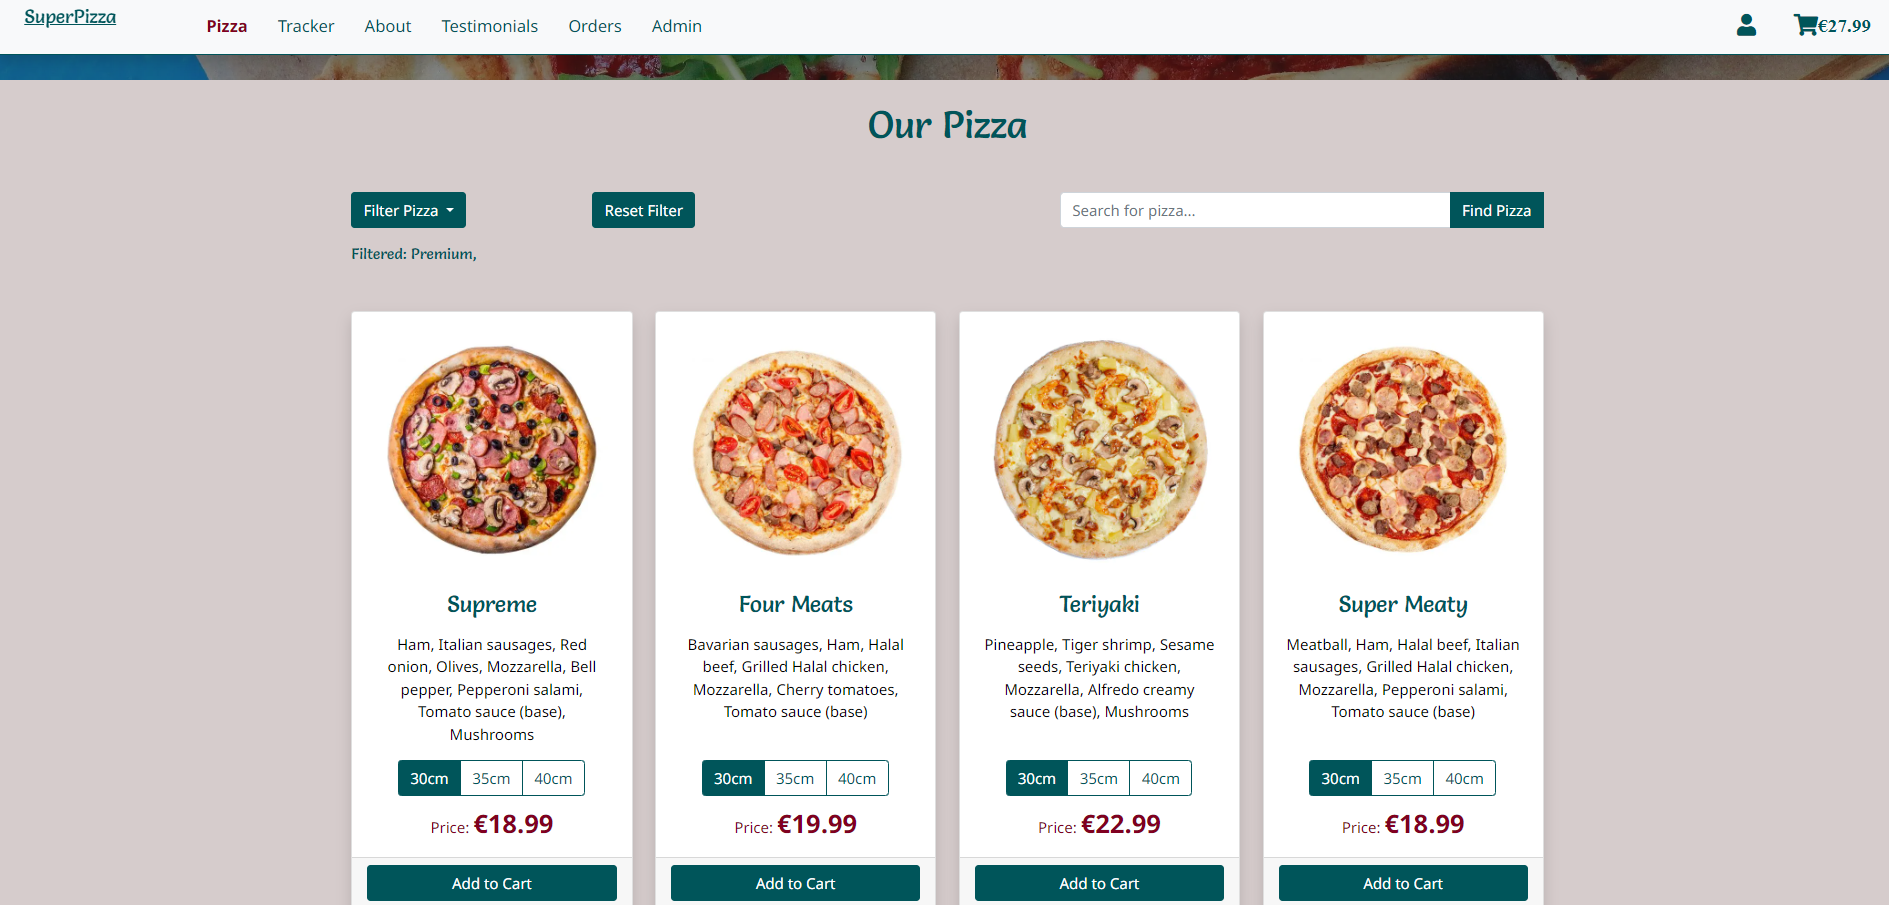 SuperPizza
Pizza Tracker About Testimonials Orders Admin
€27.99
Our Pizza
Filter Pizza
Reset Filter
Search for pizza...
Find Pizza
Filtered: Premium,
Supreme
Ham, Italian sausages, Red
onion, Olives, Mozzarella, Bell
pepper, Pepperoni salami,
Tomato sauce (base),
Mushrooms
30cm 35cm 40cm
Price: €18.99
Add to Cart
Four Meats
Bavarian sausages, Ham, Halal
beef, Grilled Halal chicken,
Mozzarella, Cherry tomatoes,
Tomato sauce (base)
30cm 35cm 40cm
Price: €19.99
Add to Cart
Teriyaki
Pineapple, Tiger shrimp, Sesame
seeds, Teriyaki chicken,
Mozzarella, Alfredo creamy
sauce (base), Mushrooms
30cm 35cm 40cm
Price: €22.99
Add to Cart
Super Meaty
Meatball, Ham, Halal beef, Italian
sausages, Grilled Halal chicken,
Mozzarella, Pepperoni salami,
Tomato sauce (base)
30cm 35cm 40cm
Price: €18.99
Add to Cart